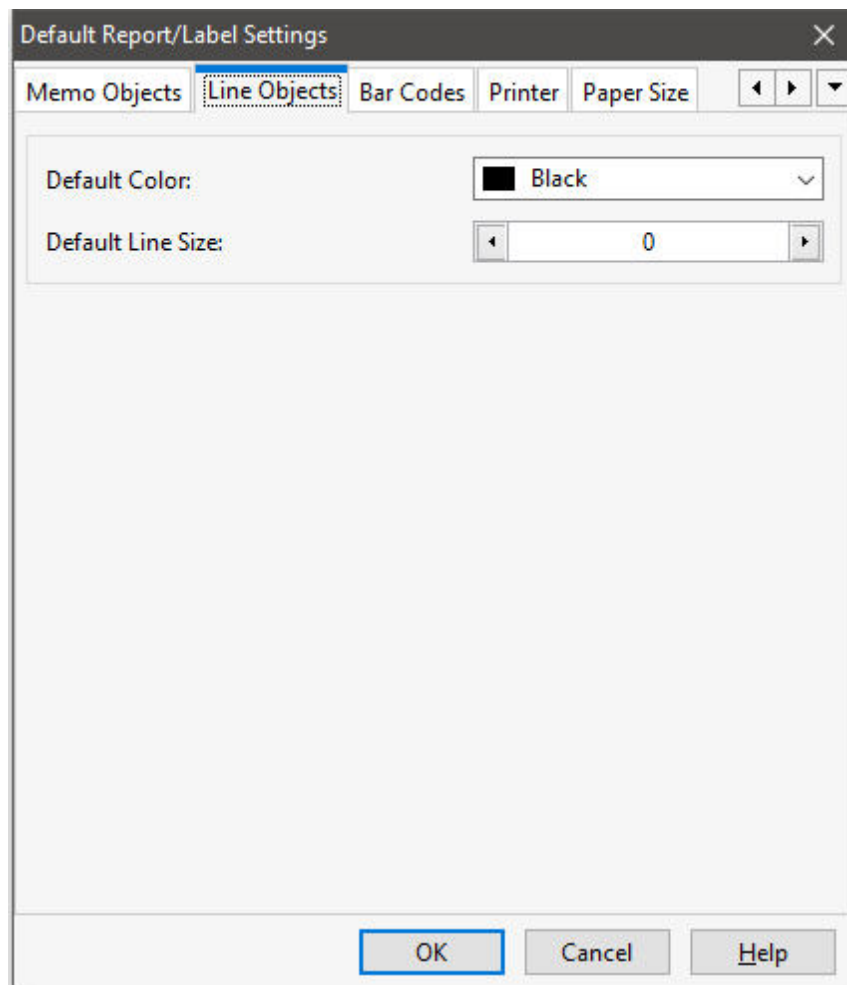 Default Report/Label Settings
Memo Objects Line Objects Bar Codes Printer Paper Size
Default Color: Black
Default Line Size: 0
OK Cancel Help